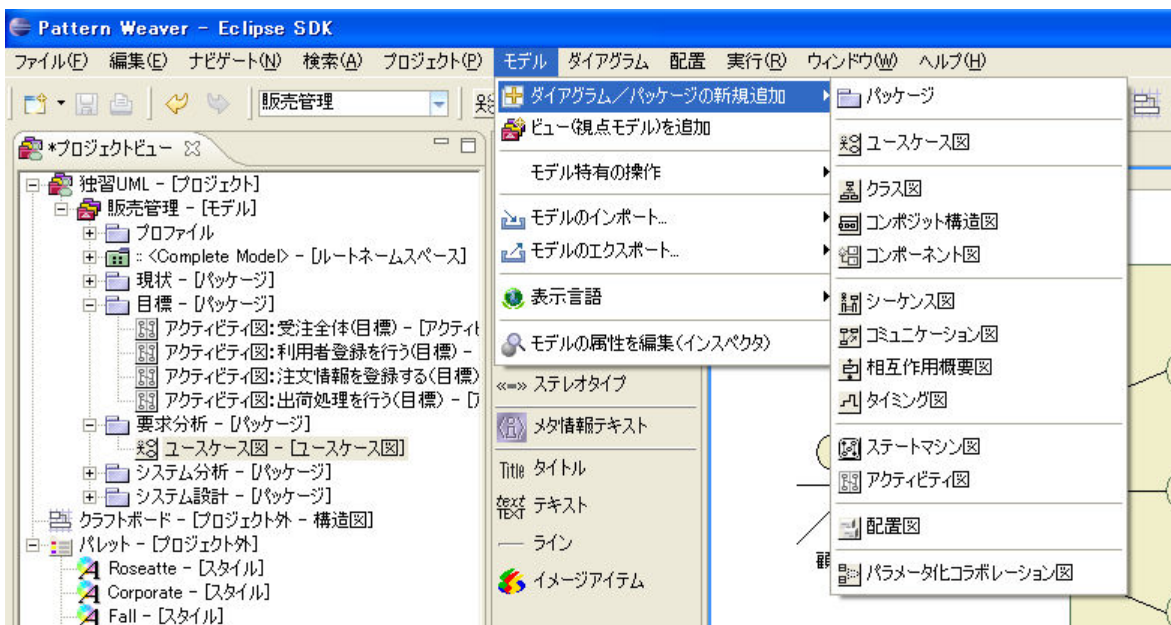 Pattern Weaver - Eclipse SDK
ファイル(F) 編集(E) ナビゲート(N) 検索(A) プロジェクト(P) モデル ダイアグラム 配置 実行(R) ウィンドウ(W) ヘルプ(H)
販売管理
*プロジェクトビュー
独習UML - [プロジェクト]
販売管理 - [モデル]
プロファイル
:: <Complete Model> - [ルートネームスペース]
現状 - [パッケージ]
目標 - [パッケージ]
アクティビティ図:受注全体(目標) - [アクティ
アクティビティ図:利用者登録を行う(目標) -
アクティビティ図:注文情報を登録する(目標)
アクティビティ図:出荷処理を行う(目標) - [
要求分析 - [パッケージ]
ユースケース図 - [ユースケース図]
システム分析 - [パッケージ]
システム設計 - [パッケージ]
クラフトボード - [プロジェクト外 - 構造図]
パレット - [プロジェクト外]
Roseatte - [スタイル]
Corporate - [スタイル]
Fall - [スタイル]
ダイアグラム／パッケージの新規追加
ビュー(視点モデル)を追加
モデル特有の操作
モデルのインポート...
モデルのエクスポート...
表示言語
モデルの属性を編集(インスペクタ)
«=» ステレオタイプ
メタ情報テキスト
Title タイトル
text TEXT テキスト
ライン
イメージアイテム
パッケージ
ユースケース図
クラス図
コンポジット構造図
コンポーネント図
シーケンス図
コミュニケーション図
相互作用概要図
タイミング図
ステートマシン図
アクティビティ図
配置図
パラメータ化コラボレーション図